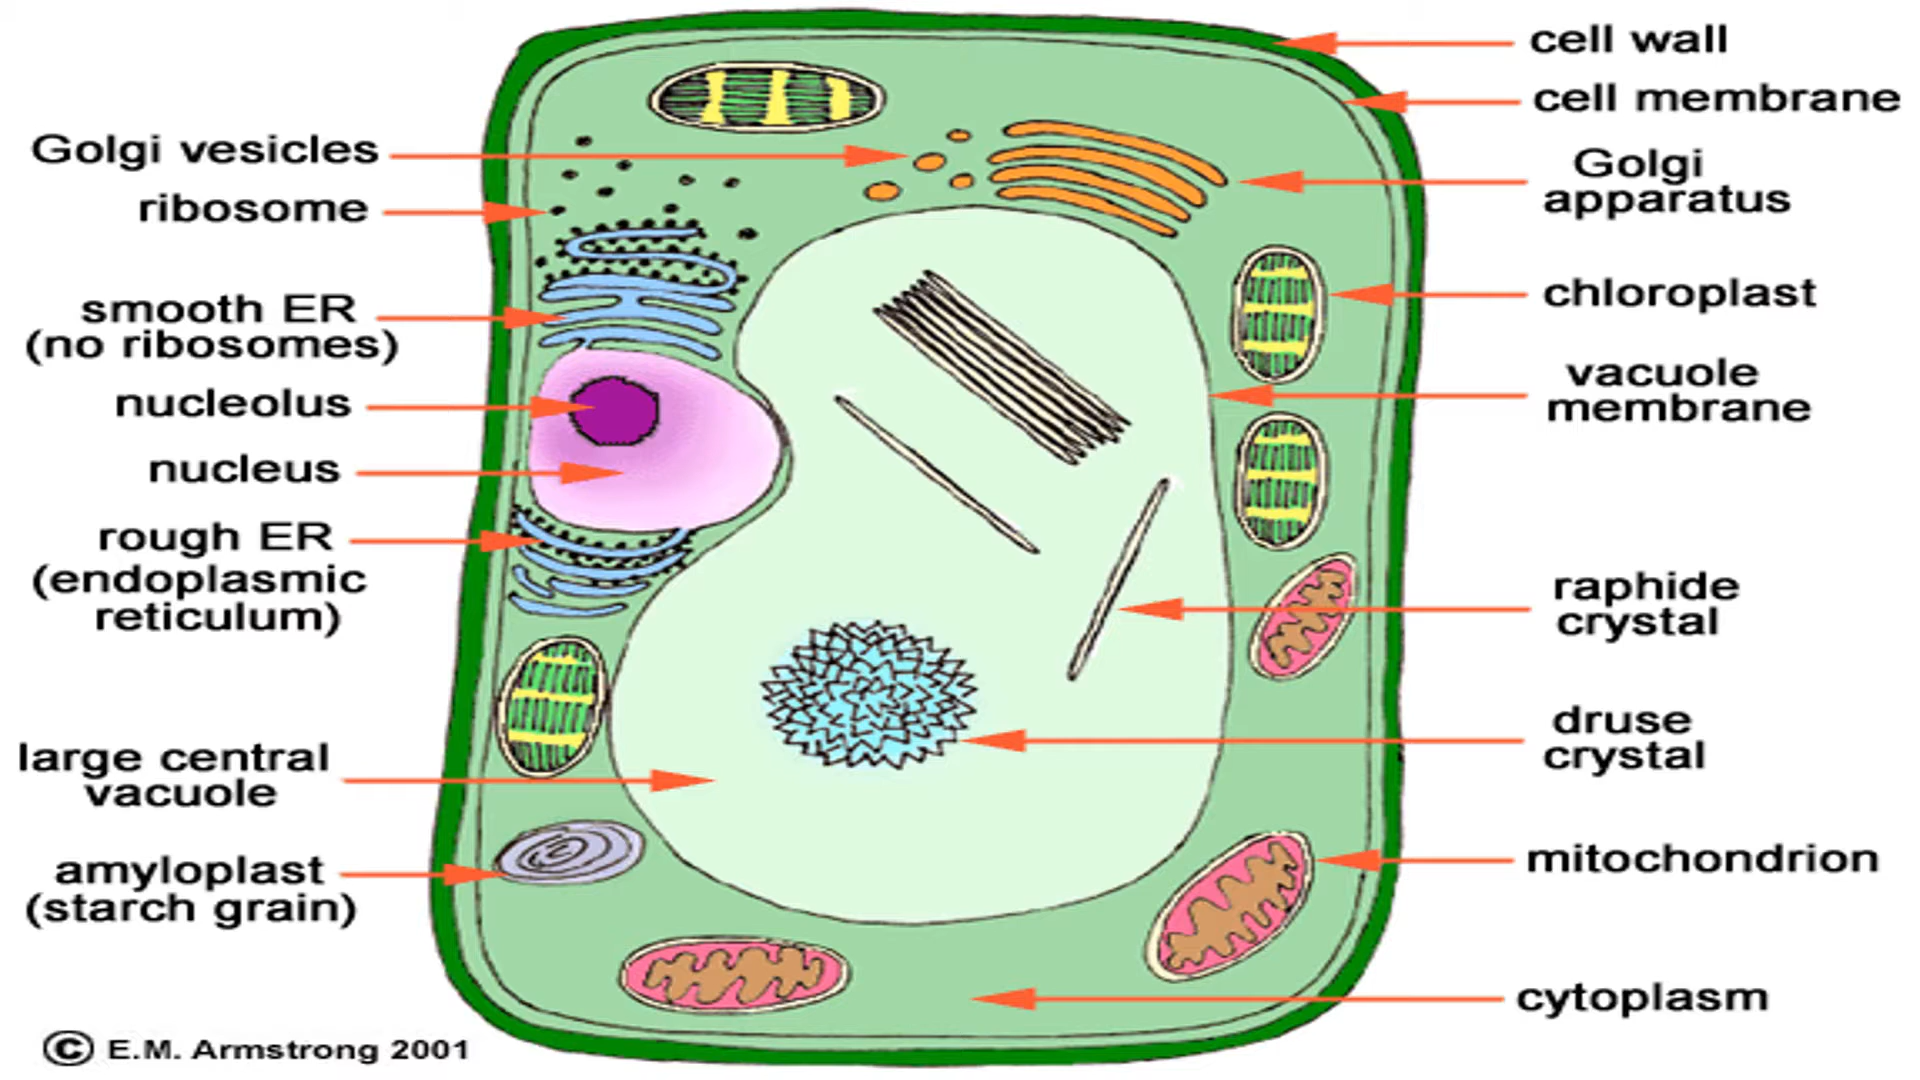 Golgi vesicles
ribosome
smooth ER
(no ribosomes)
nucleolus
nucleus
rough ER
(endoplasmic
reticulum)
large central
vacuole
amyloplast
(starch grain)
© E.M. Armstrong 2001
cell wall
cell membrane
Golgi
apparatus
chloroplast
vacuole
membrane
raphide
crystal
druse
crystal
mitochondrion
cytoplasm